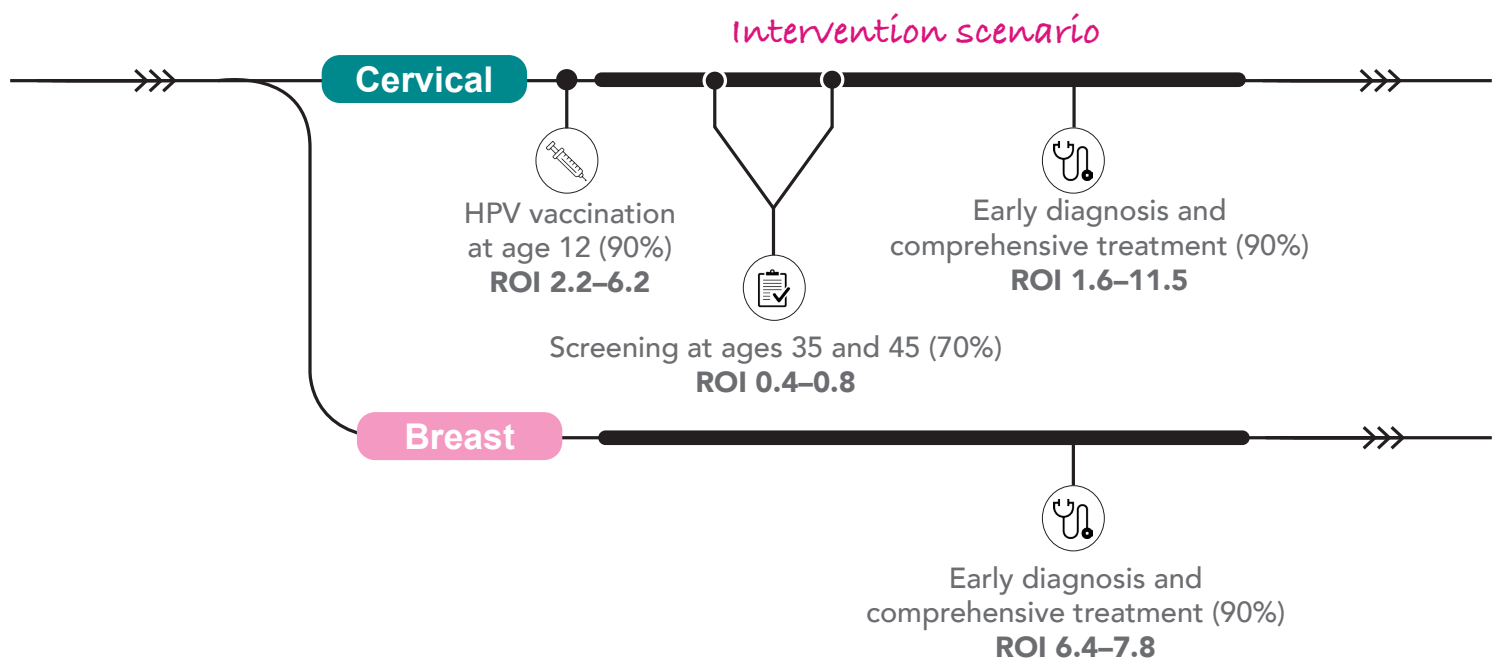 Intervention scenario
Cervical
HPV vaccination
at age 12 (90%)
ROI 2.2–6.2
Screening at ages 35 and 45 (70%)
ROI 0.4–0.8
Early diagnosis and
comprehensive treatment (90%)
ROI 1.6–11.5
Breast
Early diagnosis and
comprehensive treatment (90%)
ROI 6.4–7.8